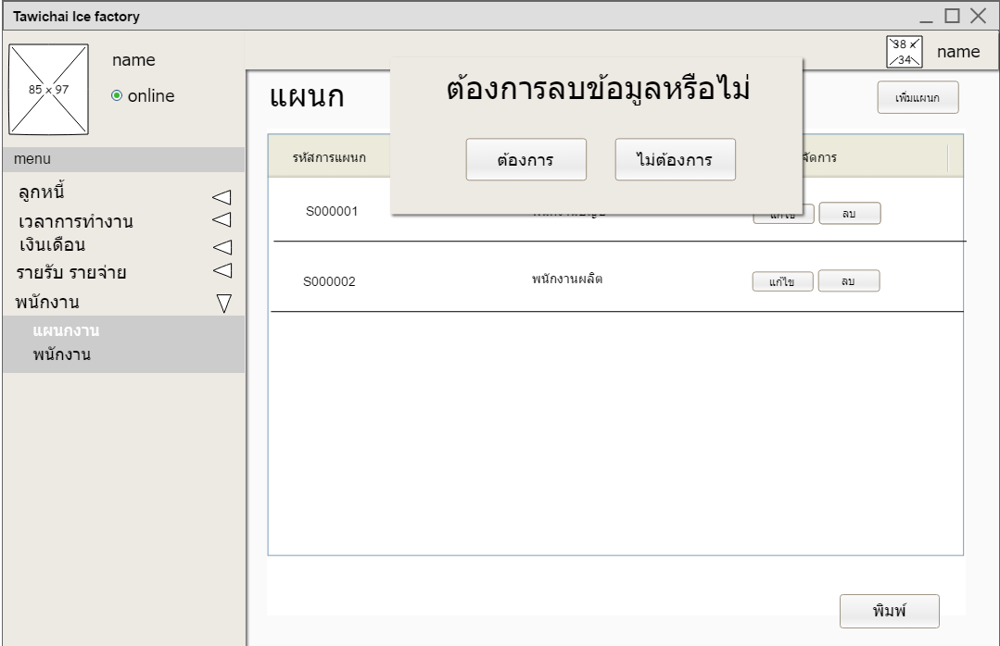 Tawichai Ice factory
85 x 97
name
online
38 x 34
name
menu
ลูกหนี้
เวลาการทำงาน
เงินเดือน
รายรับ รายจ่าย
พนักงาน
แผนกงาน
พนักงาน
แผนก
เพิ่มแผนก
ต้องการลบข้อมูลหรือไม่
ต้องการ
ไม่ต้องการ
รหัสการแผนก
จัดการ
S000001
แก้ไข
ลบ
S000002
พนักงานผลิต
แก้ไข
ลบ
พิมพ์